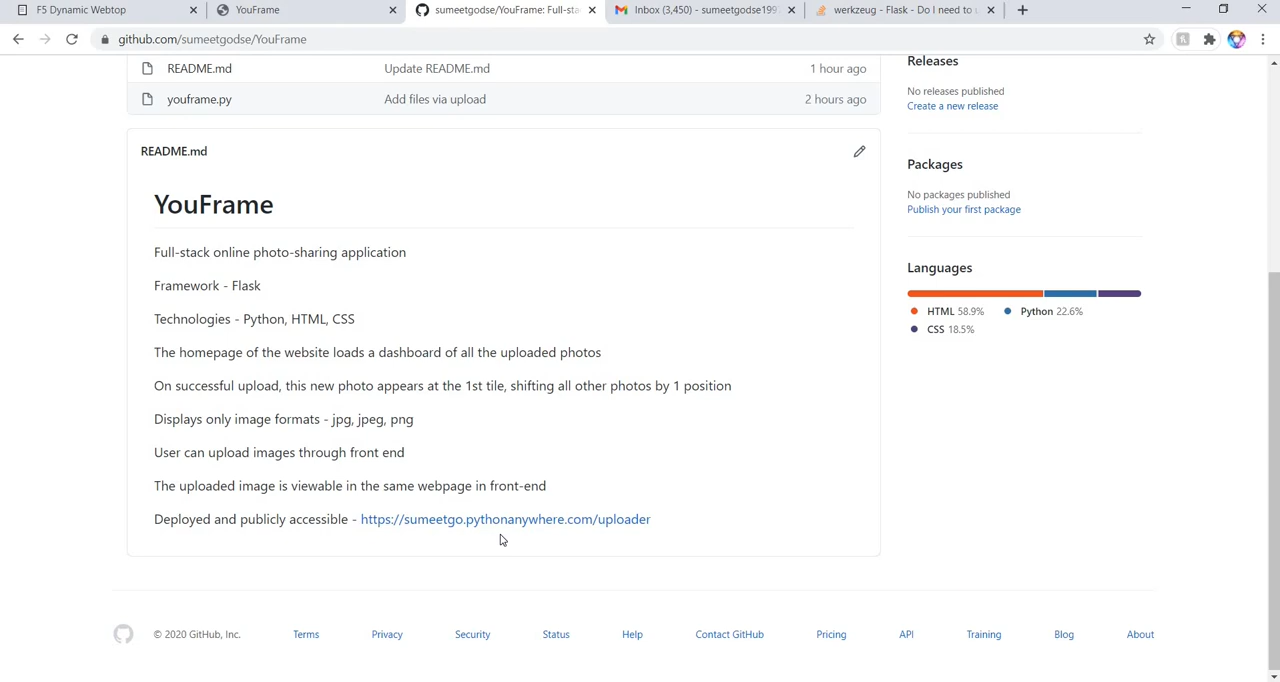 F5 Dynamic Webtop
YouFrame
sumeetgodse/YouFrame: Full-sta
Inbox (3,450) - sumeetgodse199
werkzeug - Flask - Do I need to
github.com/sumeetgodse/YouFrame
README.md Update README.md 1 hour ago
youframe.py Add files via upload 2 hours ago
README.md
YouFrame
Full-stack online photo-sharing application
Framework - Flask
Technologies - Python, HTML, CSS
The homepage of the website loads a dashboard of all the uploaded photos
On successful upload, this new photo appears at the 1st tile, shifting all other photos by 1 position
Displays only image formats - jpg, jpeg, png
User can upload images through front end
The uploaded image is viewable in the same webpage in front-end
Deployed and publicly accessible - https://sumeetgo.pythonanywhere.com/uploader
Releases
No releases published
Create a new release
Packages
No packages published
Publish your first package
Languages
HTML 58.9% Python 22.6%
CSS 18.5%
© 2020 GitHub, Inc. Terms Privacy Security Status Help Contact GitHub Pricing API Training Blog About